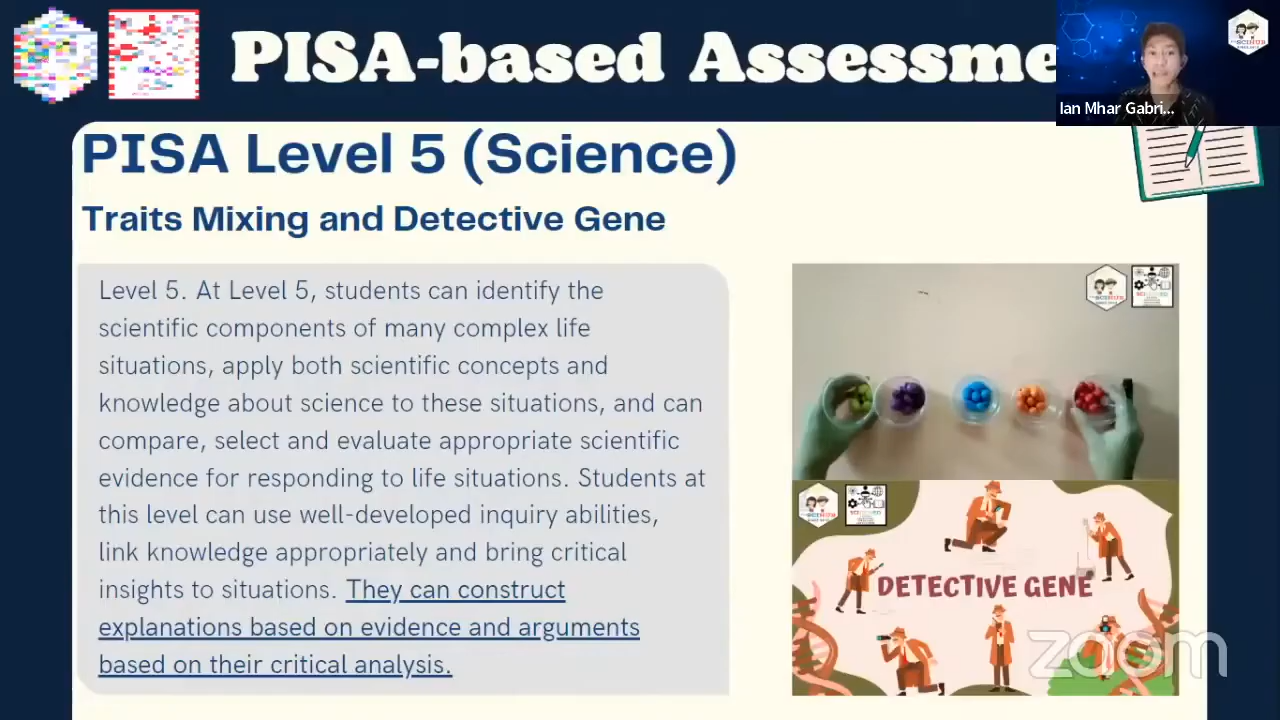 PISA-based Assessme
Ian Mhar Gabri...
PISA Level 5 (Science)
Traits Mixing and Detective Gene
Level 5. At Level 5, students can identify the
scientific components of many complex life
situations, apply both scientific concepts and
knowledge about science to these situations, and can
compare, select and evaluate appropriate scientific
evidence for responding to life situations. Students at
this level can use well-developed inquiry abilities,
link knowledge appropriately and bring critical
insights to situations. They can construct
explanations based on evidence and arguments
based on their critical analysis.
DETECTIVE GENE
zoom